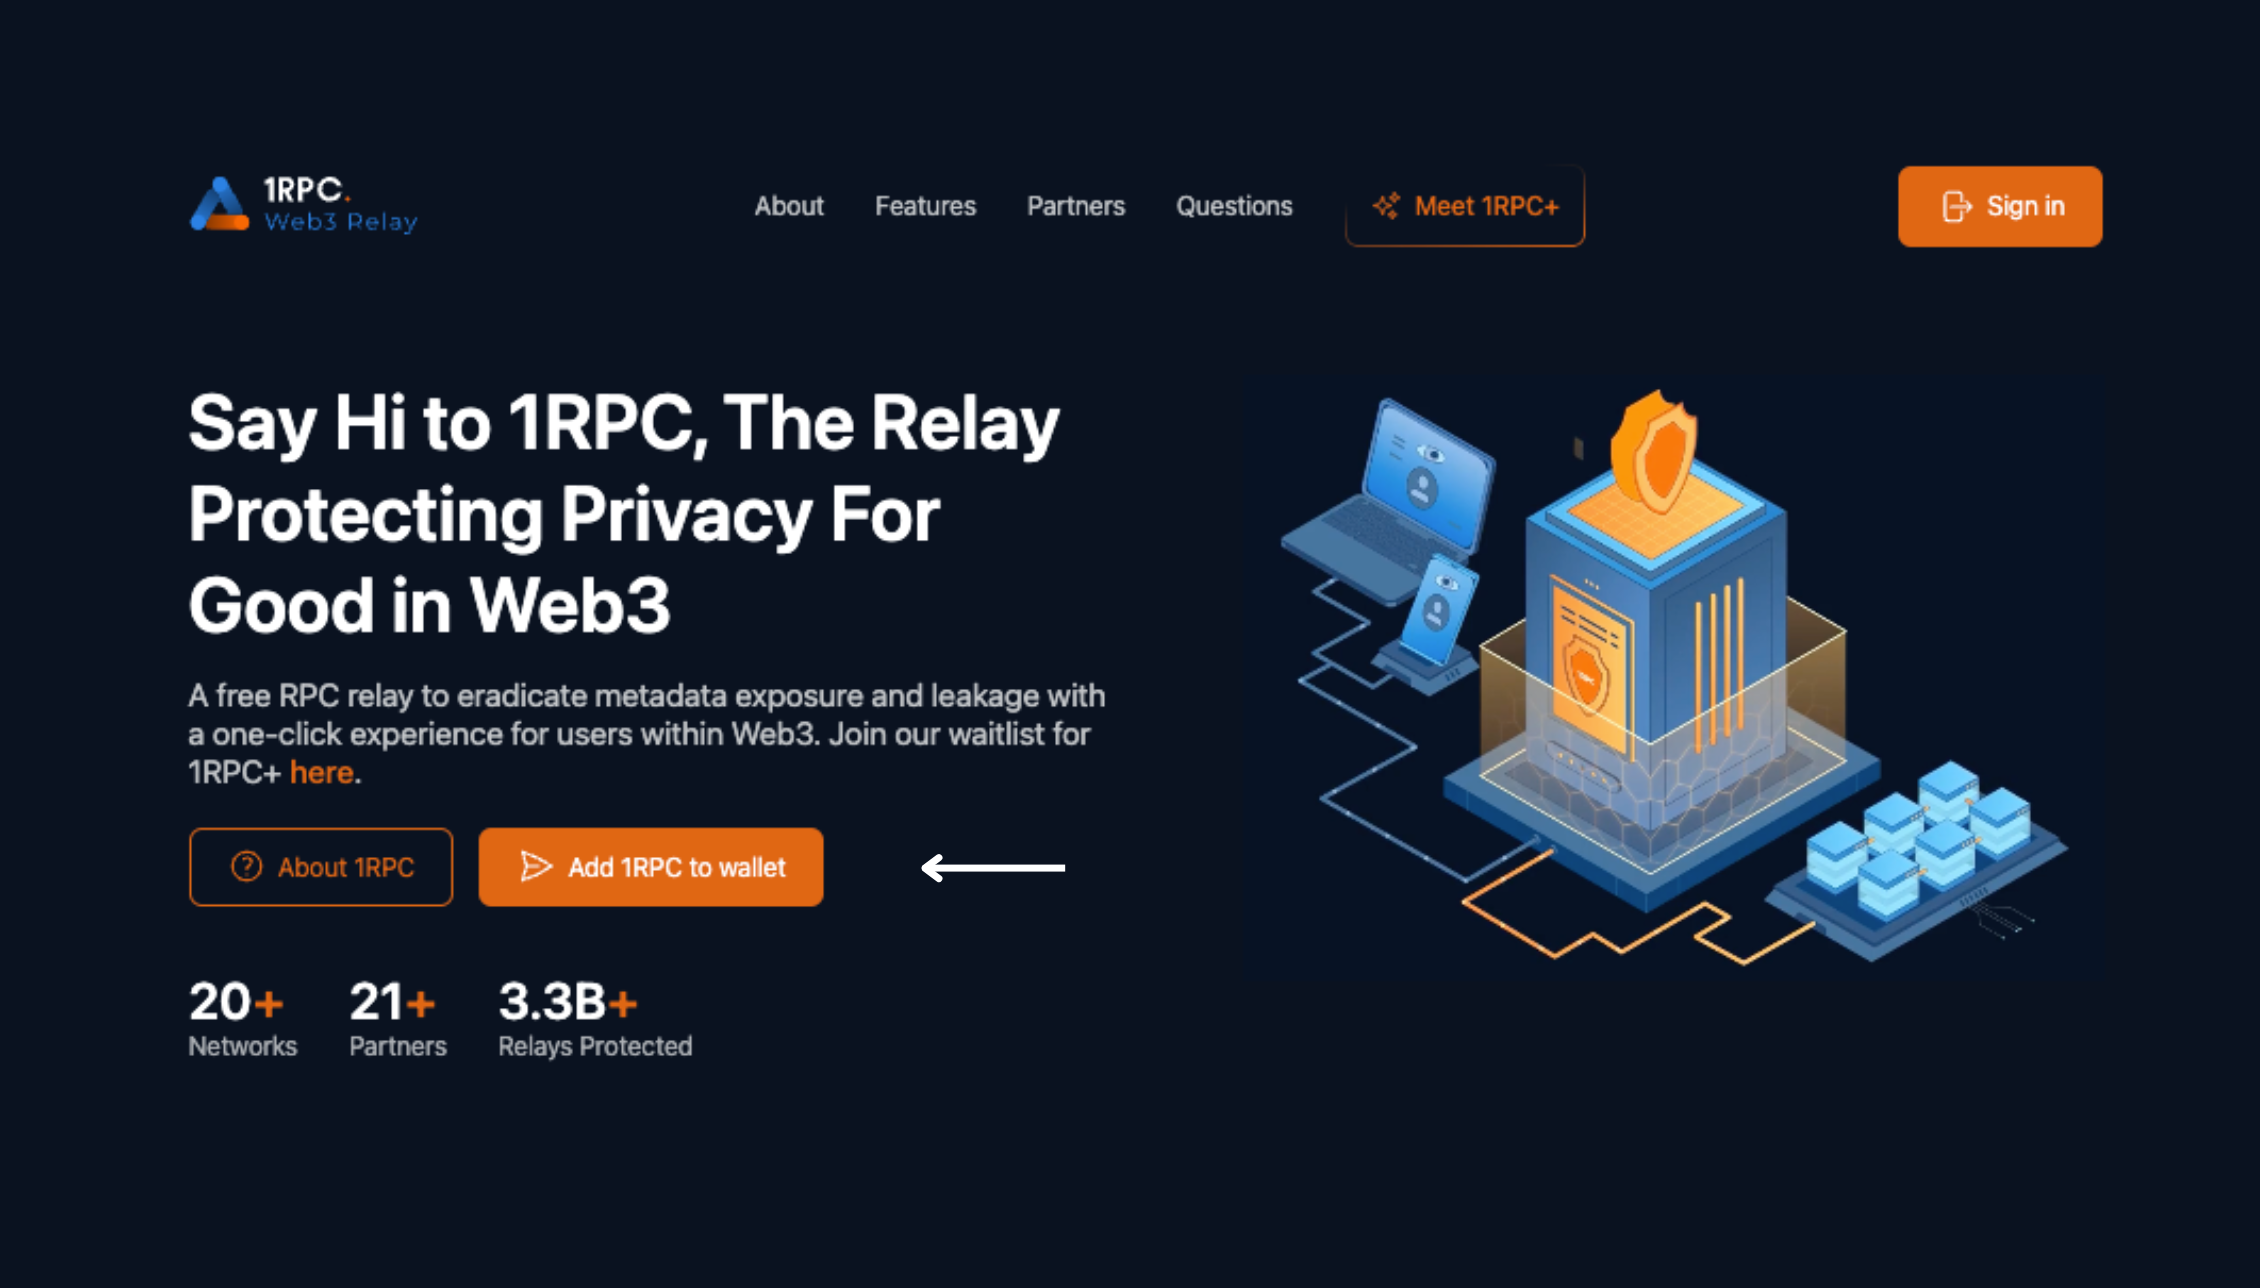 1RPC.
Web3 Relay
About
Features
Partners
Questions
Meet 1RPC+
Sign in
Say Hi to 1RPC, The Relay
Protecting Privacy For
Good in Web3
A free RPC relay to eradicate metadata exposure and leakage with
a one-click experience for users within Web3. Join our waitlist for
1RPC+ here.
About 1RPC
Add 1RPC to wallet
20+
Networks
21+
Partners
3.3B+
Relays Protected